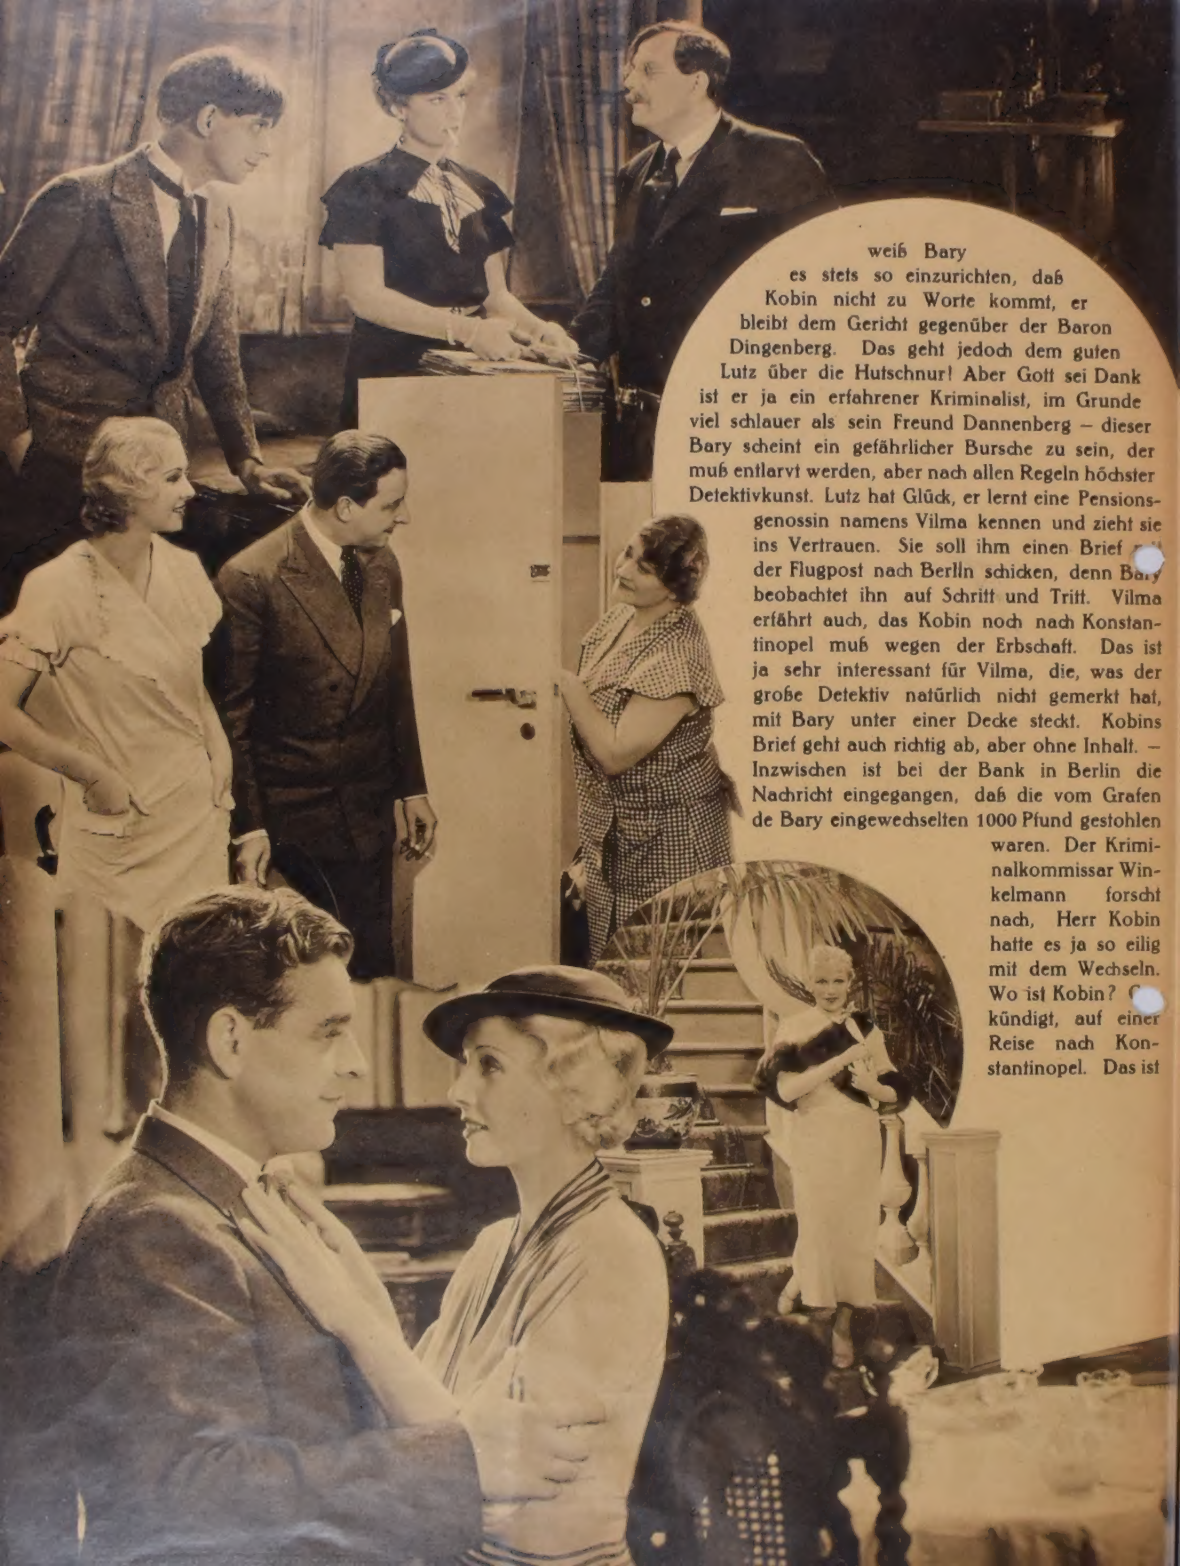 weiß Bary
es stets so einzurichten, daß
Kobin nicht zu Worte kommt, er
bleibt dem Gericht gegenüber der Baron
Dingenberg. Das geht jedoch dem guten
Lutz über die Hutschnur! Aber Gott sei Dank
ist er ja ein erfahrener Kriminalist, im Grunde
viel schlauer als sein Freund Dannenberg — dieser
Bary scheint ein gefährlicher Bursche zu sein, der
muß entlarvt werden, aber nach allen Regeln höchster
Detektivkunst. Lutz hat Glück, er lernt eine Pensions-
genossin namens Vilma kennen und zieht sie
ins Vertrauen. Sie soll ihm einen Brief
der Flugpost nach Berlin schicken, denn Bary
beobachtet ihn auf Schritt und Tritt. Vilma
erfährt auch, das Kobin noch nach Konstan-
tinopel muß wegen der Erbschaft. Das ist
ja sehr interessant für Vilma, die, was der
große Detektiv natürlich nicht gemerkt hat,
mit Bary unter einer Decke steckt. Kobins
Brief geht auch richtig ab, aber ohne Inhalt. —
Inzwischen ist bei der Bank in Berlin die
Nachricht eingegangen, daß die vom Grafen
de Bary eingewechselten 1000 Pfund gestohlen
waren. Der Krimi-
nalkommissar Win-
kelmann forscht
nach, Herr Kobin
hatte es ja so eilig
mit dem Wechseln.
Wo ist Kobin?
kündigt, auf einer
Reise nach Kon-
stantinopel. Das ist